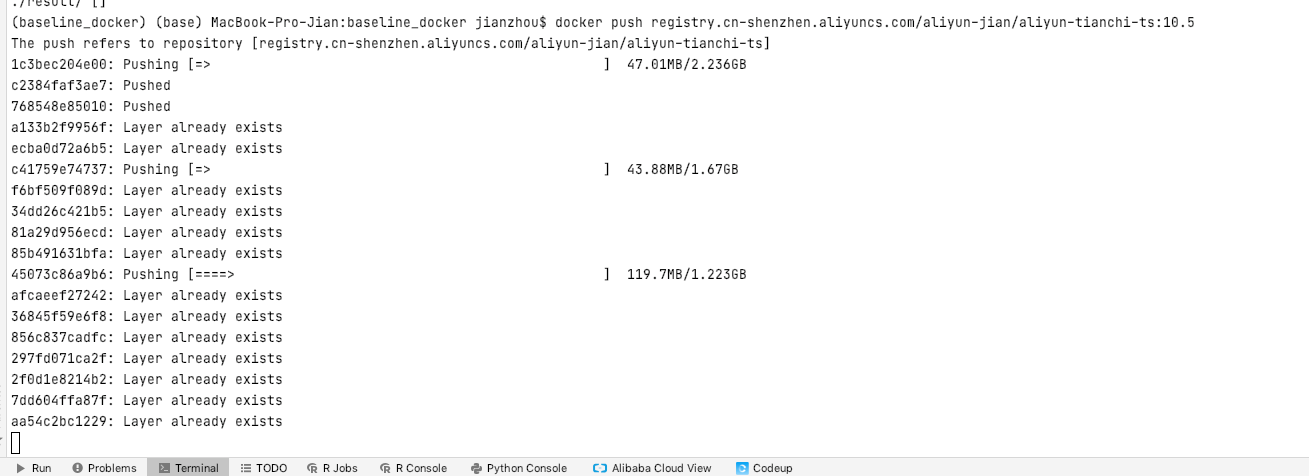 ./result/ []
(baseline_docker) (base) MacBook-Pro-Jian:baseline_docker jianzhou$ docker push registry.cn-shenzhen.aliyuncs.com/aliyun-jian/aliyun-tianchi-ts:10.5
The push refers to repository [registry.cn-shenzhen.aliyuncs.com/aliyun-jian/aliyun-tianchi-ts]
1c3bec204e00: Pushing [=>                                                 ]  47.01MB/2.236GB
c2384faf3ae7: Pushed
768548e85010: Pushed
a133b2f9956f: Layer already exists
ecba0d72a6b5: Layer already exists
c41759e74737: Pushing [=>                                                 ]  43.88MB/1.67GB
f6bf509f089d: Layer already exists
34dd26c421b5: Layer already exists
81a29d956ecd: Layer already exists
85b491631bfa: Layer already exists
45073c86a9b6: Pushing [====>                                              ]  119.7MB/1.223GB
afcaeef27242: Layer already exists
36845f59e6f8: Layer already exists
856c837cadfc: Layer already exists
297fd071ca2f: Layer already exists
2f0d1e8214b2: Layer already exists
7dd604ffa87f: Layer already exists
aa54c2bc1229: Layer already exists
Run Problems Terminal TODO R Jobs R Console Python Console Alibaba Cloud View Codeup